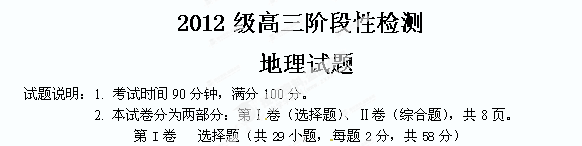 2012 级高三阶段性检测
地理试题
试题说明：1. 考试时间 90 分钟，满分 100 分。
2. 本试卷分为两部分：第 I 卷（选择题）、II 卷（综合题），共 8 页。
第 I 卷 选择题（共 29 小题，每题 2 分，共 58 分）